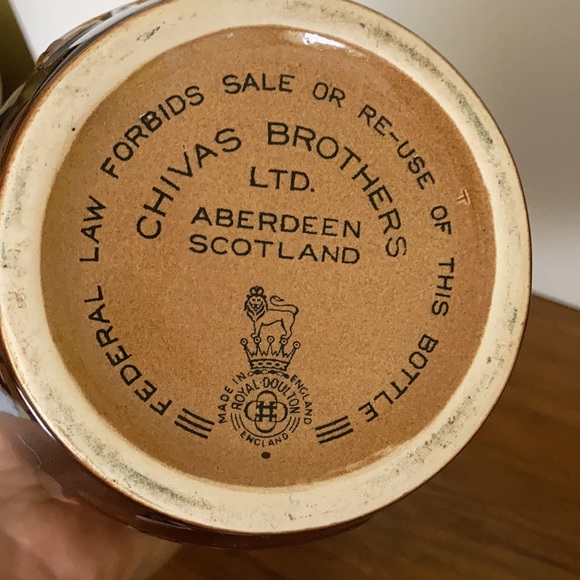 FEDERAL LAW FORBIDS SALE OR RE-USE OF THIS BOTTLE
CHIVAS BROTHERS
LTD.
ABERDEEN
SCOTLAND
MADE IN ENGLAND
ROYAL·DOULTON
ENGLAND
T